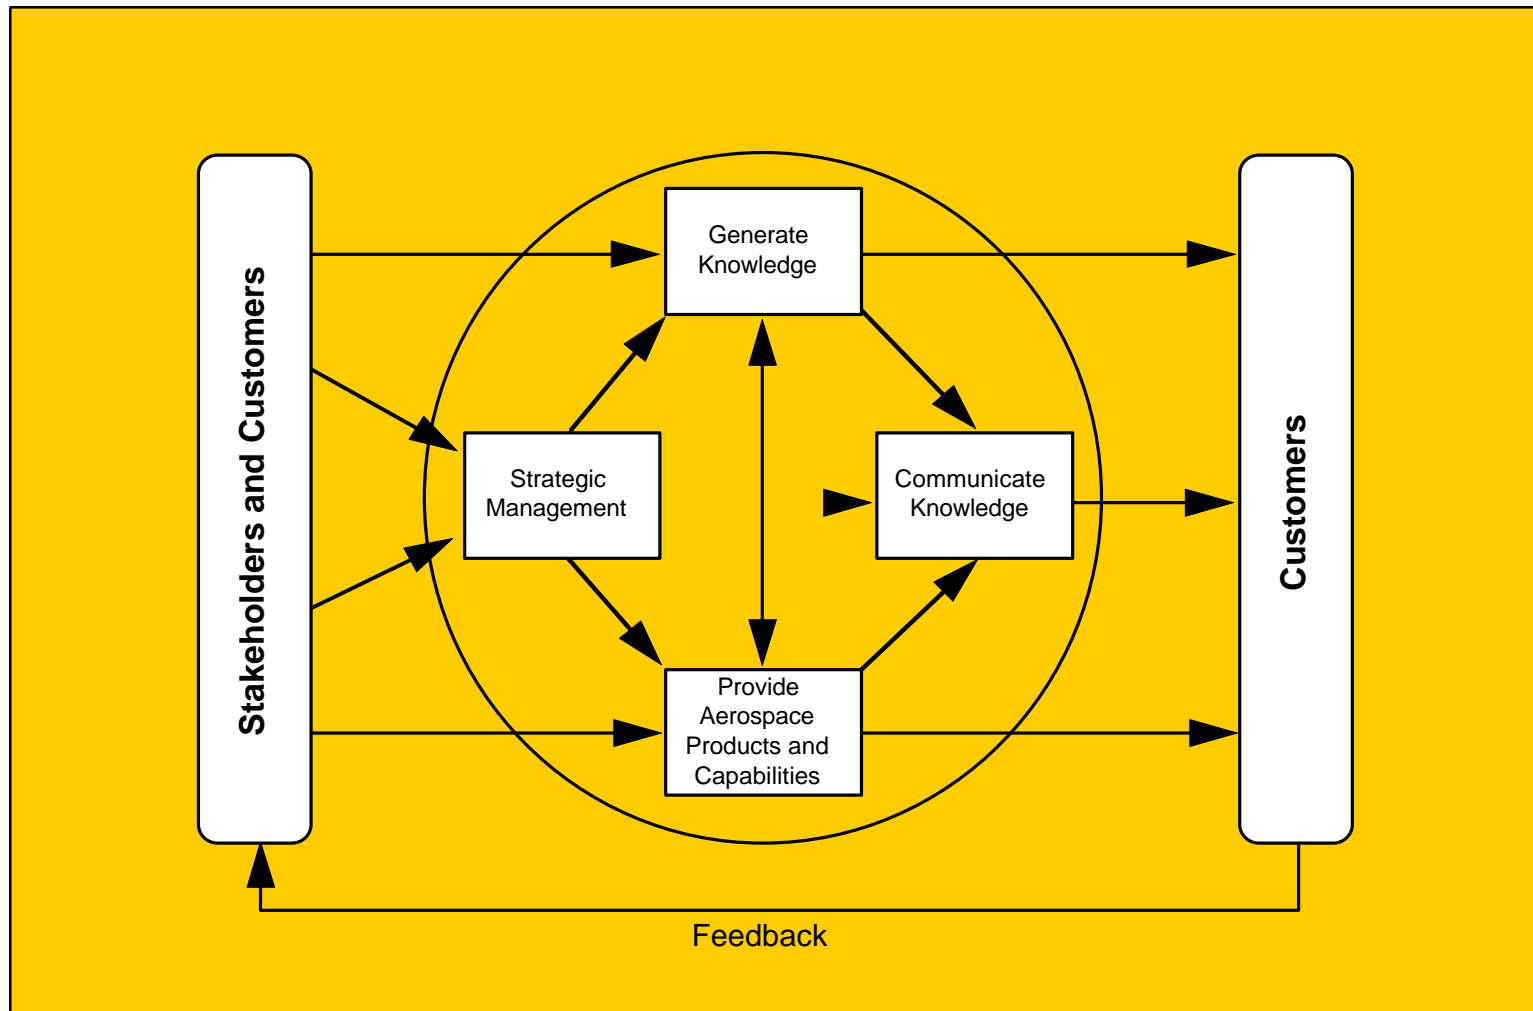 Stakeholders and Customers
Generate
Knowledge
Strategic
Management
Communicate
Knowledge
Provide
Aerospace
Products and
Capabilities
Customers
Feedback